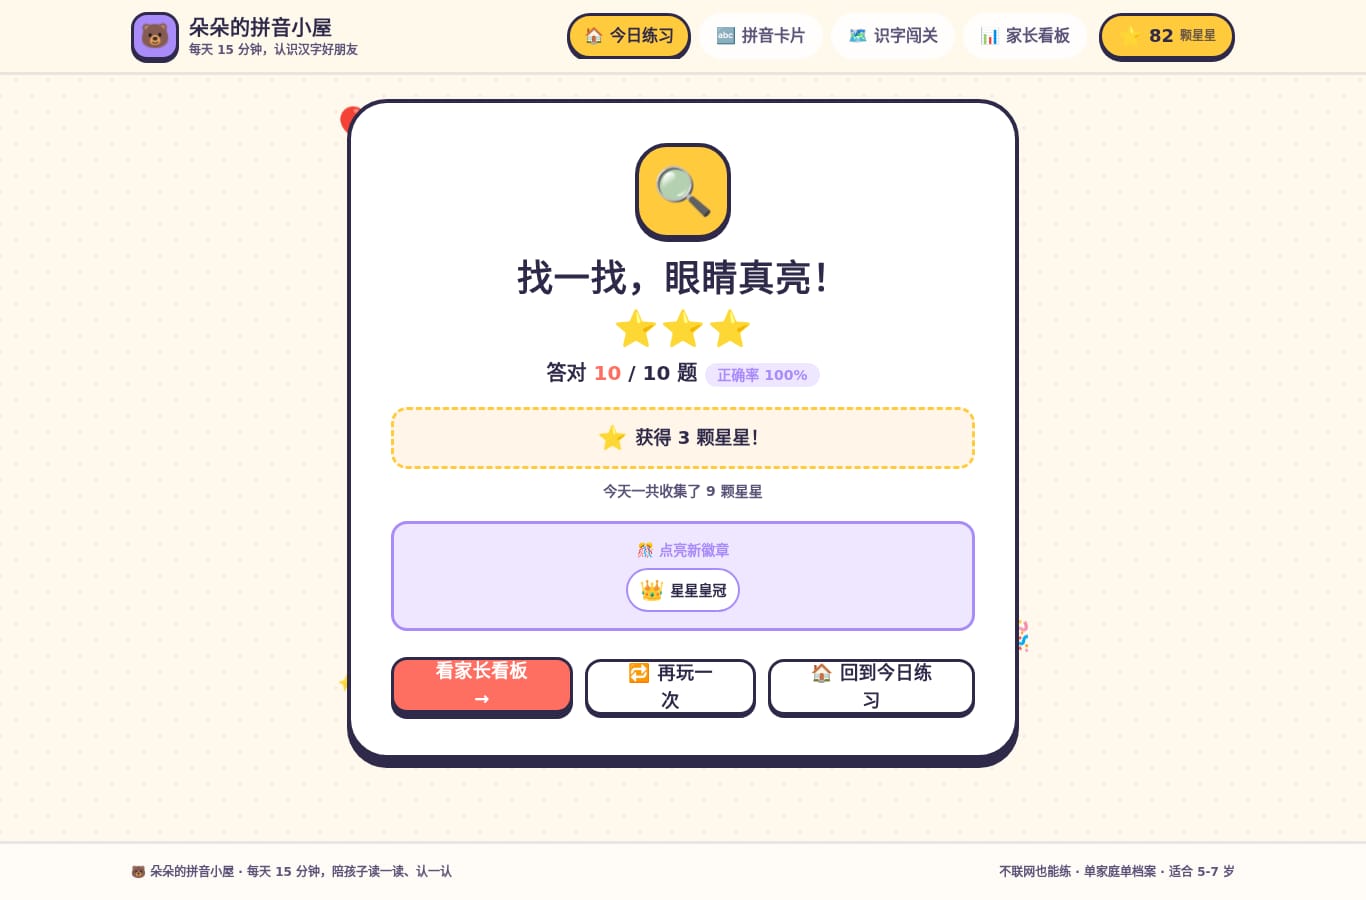 朵朵的拼音小屋
每天 15 分钟，认识汉字好朋友
🏠 今日练习
🔤 拼音卡片
🗺️ 识字闯关
📊 家长看板
⭐ 82 颗星星
找一找，眼睛真亮！
答对 10 / 10 题 正确率 100%
⭐ 获得 3 颗星星！
今天一共收集了 9 颗星星
🎊 点亮新徽章
👑 星星皇冠
看家长看板
→
🔁 再玩一
次
🏠 回到今日练
习
🐻 朵朵的拼音小屋 · 每天 15 分钟，陪孩子读一读、认一认
不联网也能练 · 单家庭单档案 · 适合 5-7 岁